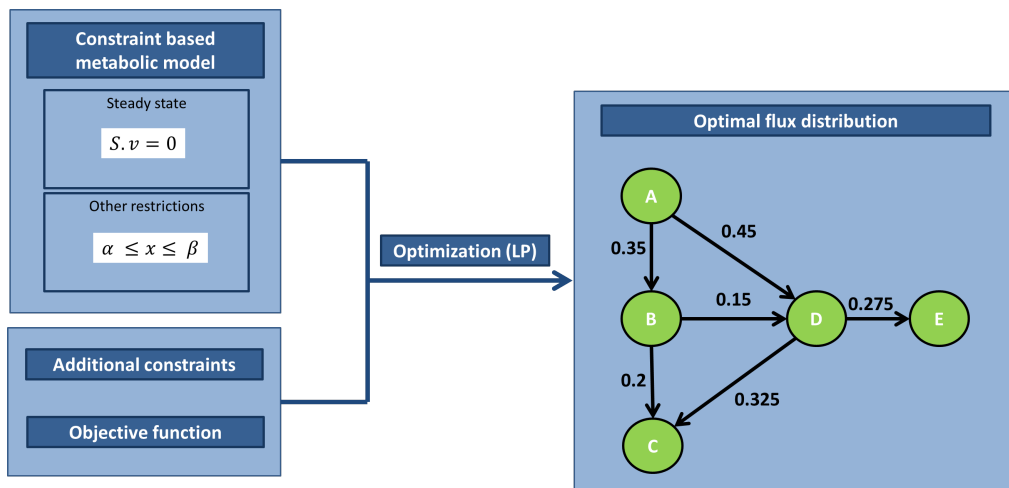 Constraint based
metabolic model
Steady state
S.v = 0
Other restrictions
α ≤ x ≤ β
Additional constraints
Objective function
Optimization (LP)
Optimal flux distribution
A
0.45
0.35
B
0.15
D
0.275
E
0.2
0.325
C